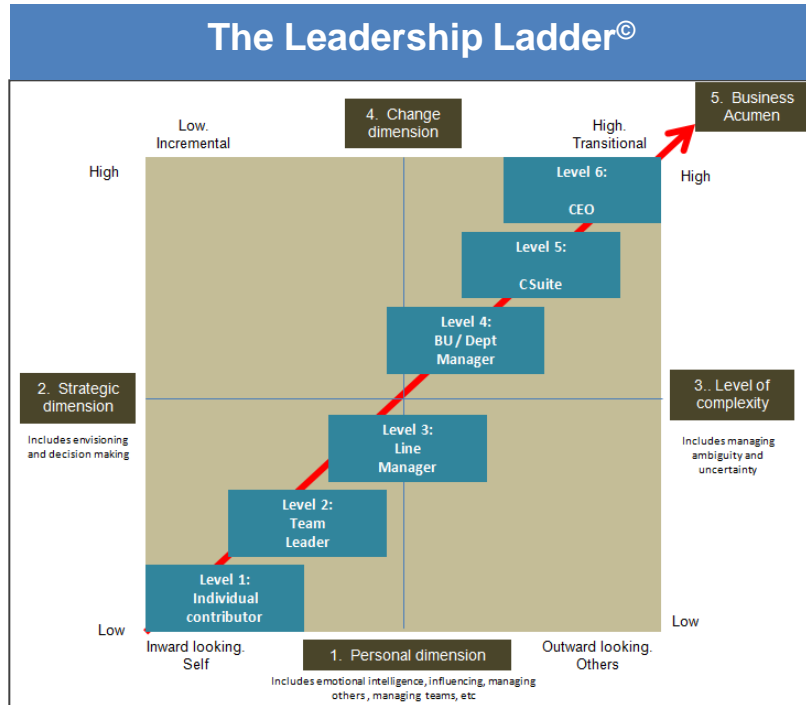 The Leadership Ladder©
5. Business
Acumen
4. Change
dimension
Low.
Incremental
High.
Transitional
High
High
Level 6:
CEO
Level 5:
CSuite
Level 4:
BU / Dept
Manager
2. Strategic
dimension
Includes envisioning
and decision making
3.. Level of
complexity
Includes managing
ambiguity and
uncertainty
Level 3:
Line
Manager
Level 2:
Team
Leader
Level 1:
Individual
contributor
Low
Low
Inward looking.
Self
1. Personal dimension
Outward looking.
Others
Includes emotional intelligence, influencing, managing
others , managing teams, etc